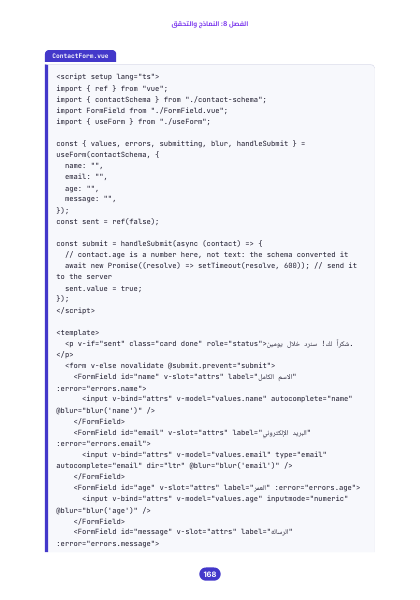 الفصل 8: النماذج والتحقق
ContactForm.vue
<script setup lang="ts">
import { ref } from "vue";
import { contactSchema } from "./contact-schema";
import FormField from "./FormField.vue";
import { useForm } from "./useForm";
const { values, errors, submitting, blur, handleSubmit } =
useForm(contactSchema, {
  name: "",
  email: "",
  age: "",
  message: "",
});
const sent = ref(false);
const submit = handleSubmit(async (contact) => {
  // contact.age is a number here, not text: the schema converted it
  await new Promise((resolve) => setTimeout(resolve, 600)); // send it
to the server
  sent.value = true;
});
</script>
<template>
  <p v-if="sent" class="card done" role="status">شكراً لك! سنرد خلال يومين.
</p>
  <form v-else novalidate @submit.prevent="submit">
    <FormField id="name" v-slot="attrs" label="الاسم الكامل"
:error="errors.name">
      <input v-bind="attrs" v-model="values.name" autocomplete="name"
@blur="blur('name')" />
    </FormField>
    <FormField id="email" v-slot="attrs" label="البريد الإلكتروني"
:error="errors.email">
      <input v-bind="attrs" v-model="values.email" type="email"
autocomplete="email" dir="ltr" @blur="blur('email')" />
    </FormField>
    <FormField id="age" v-slot="attrs" label="العمر" :error="errors.age">
      <input v-bind="attrs" v-model="values.age" inputmode="numeric"
@blur="blur('age')" />
    </FormField>
    <FormField id="message" v-slot="attrs" label="الرسالة"
:error="errors.message">
168